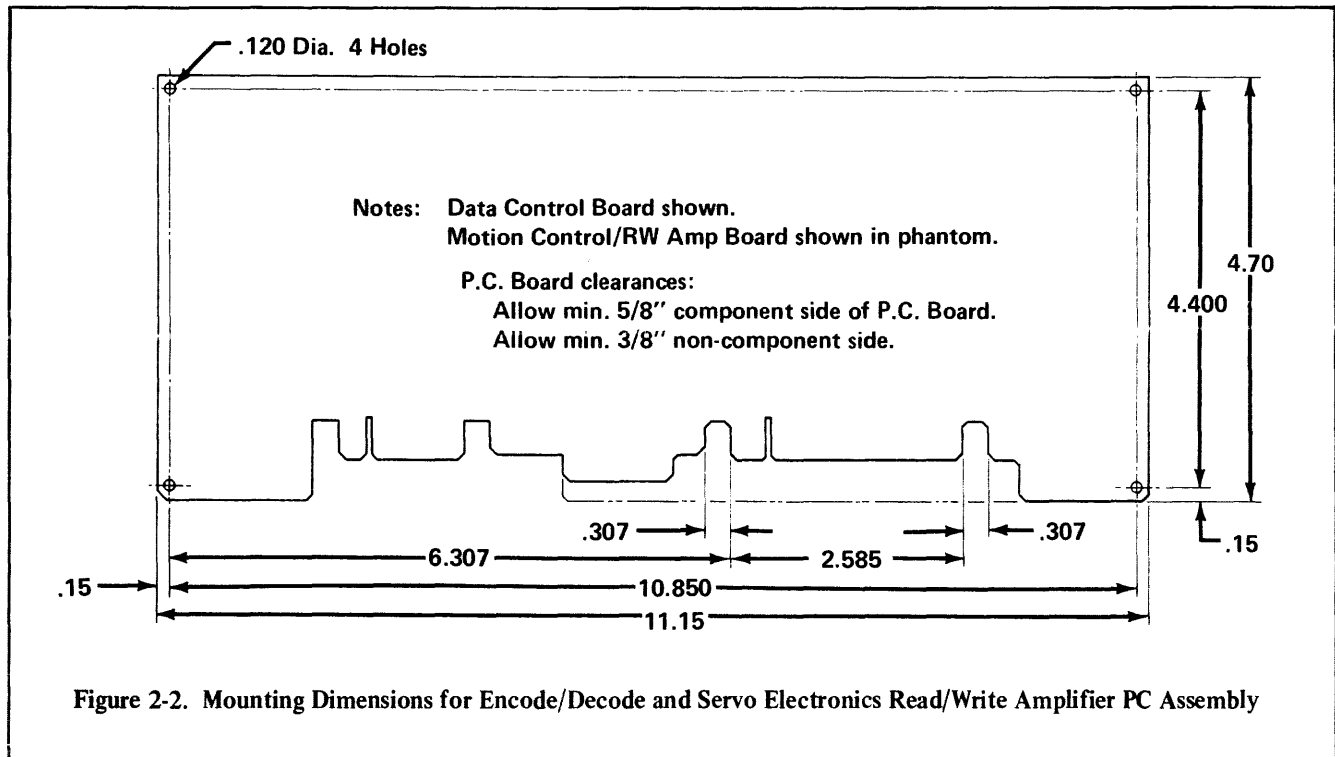 .120 Dia. 4 Holes
Notes: Data Control Board shown.
Motion Control/RW Amp Board shown in phantom.
P.C. Board clearances:
Allow min. 5/8″ component side of P.C. Board.
Allow min. 3/8″ non-component side.
4.70
4.400
.307
.307
.15
6.307
2.585
.15
10.850
11.15
Figure 2-2. Mounting Dimensions for Encode/Decode and Servo Electronics Read/Write Amplifier PC Assembly